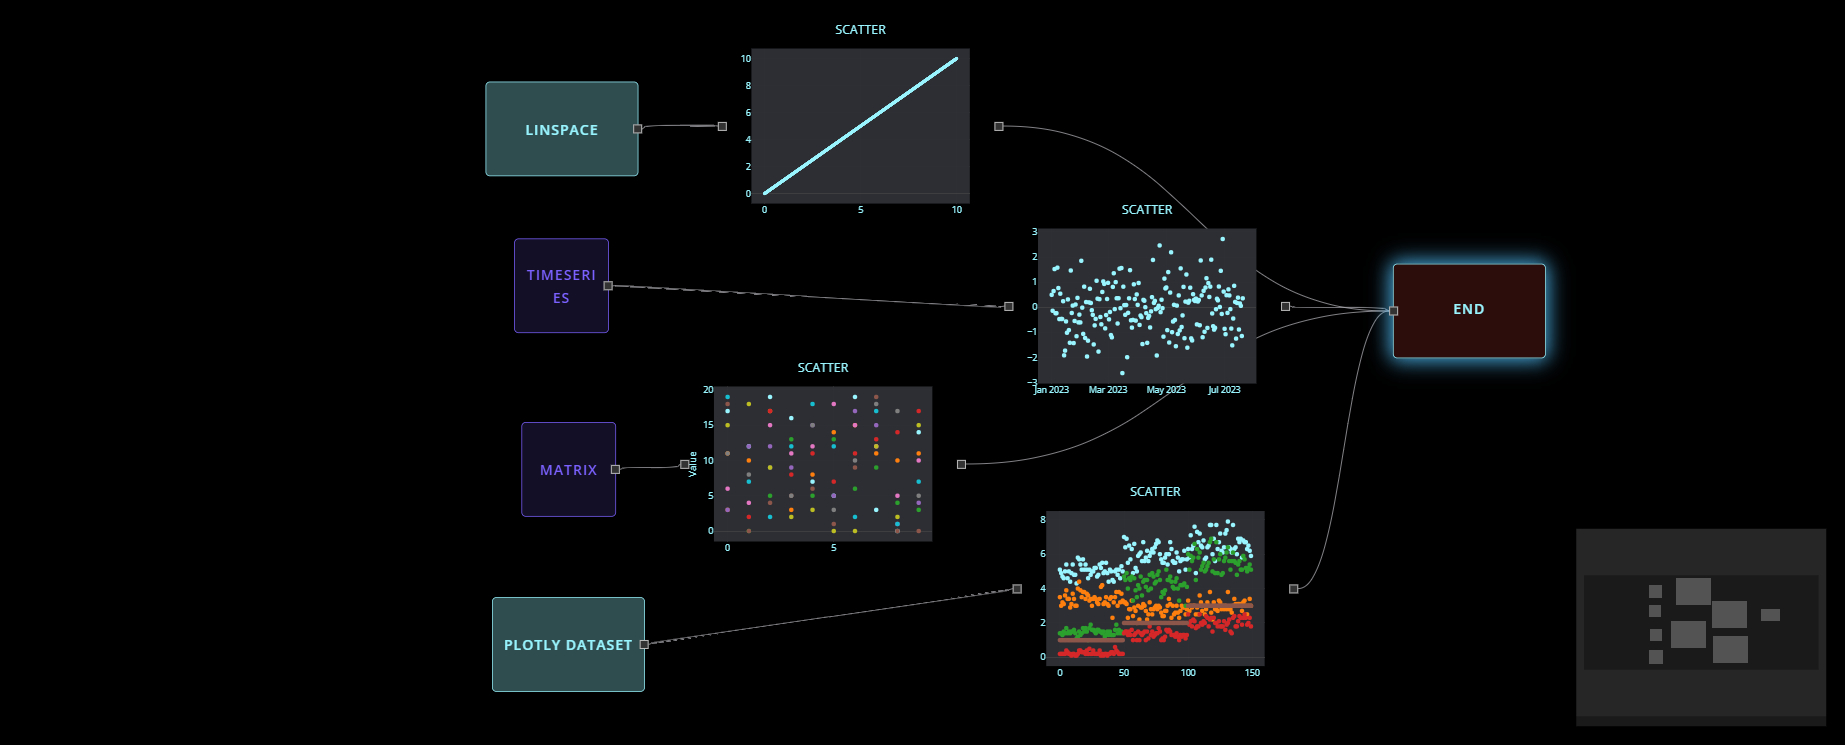 SCATTER
10
8
6
4
2
0
0 5 10
LINSPACE
SCATTER
3
2
1
0
−1
−2
−3
Jan 2023 Mar 2023 May 2023 Jul 2023
TIMESERI
ES
END
SCATTER
20
15
10
5
0
Value
0 5
MATRIX
SCATTER
8
6
4
2
0
0 50 100 150
PLOTLY DATASET